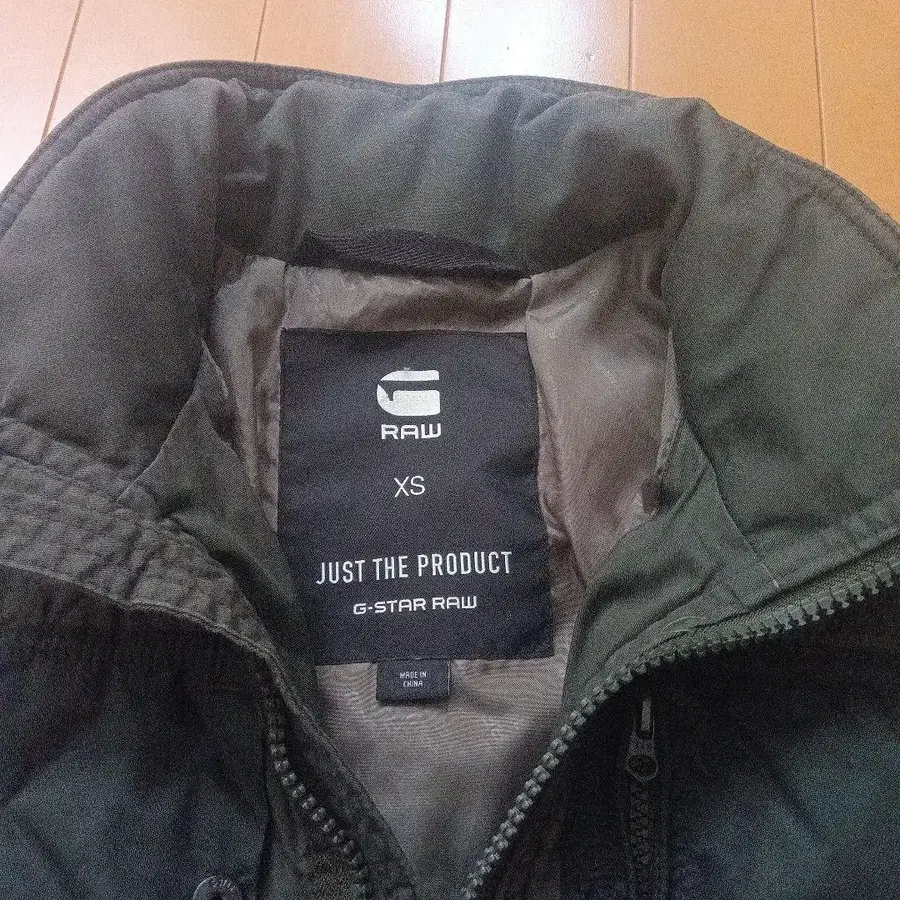 G
RAW
XS
JUST THE PRODUCT
G-STAR RAW
MADE IN
CHINA